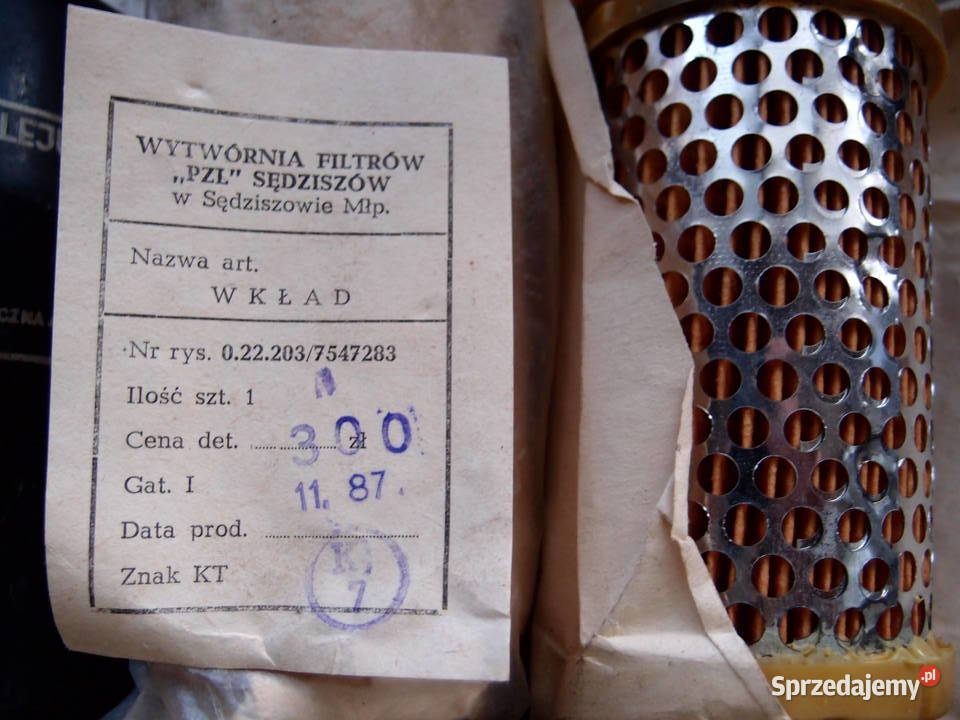 WYTWÓRNIA FILTRÓW
„PZL” SĘDZISZÓW
w Sędziszowie Młp.
Nazwa art.
WKŁAD
Nr rys. 0.22.203/7547283
Ilość szt. 1
Cena det. 300 zł
Gat. I
11. 87.
Data prod.
Znak KT
7
Sprzedajemy.pl